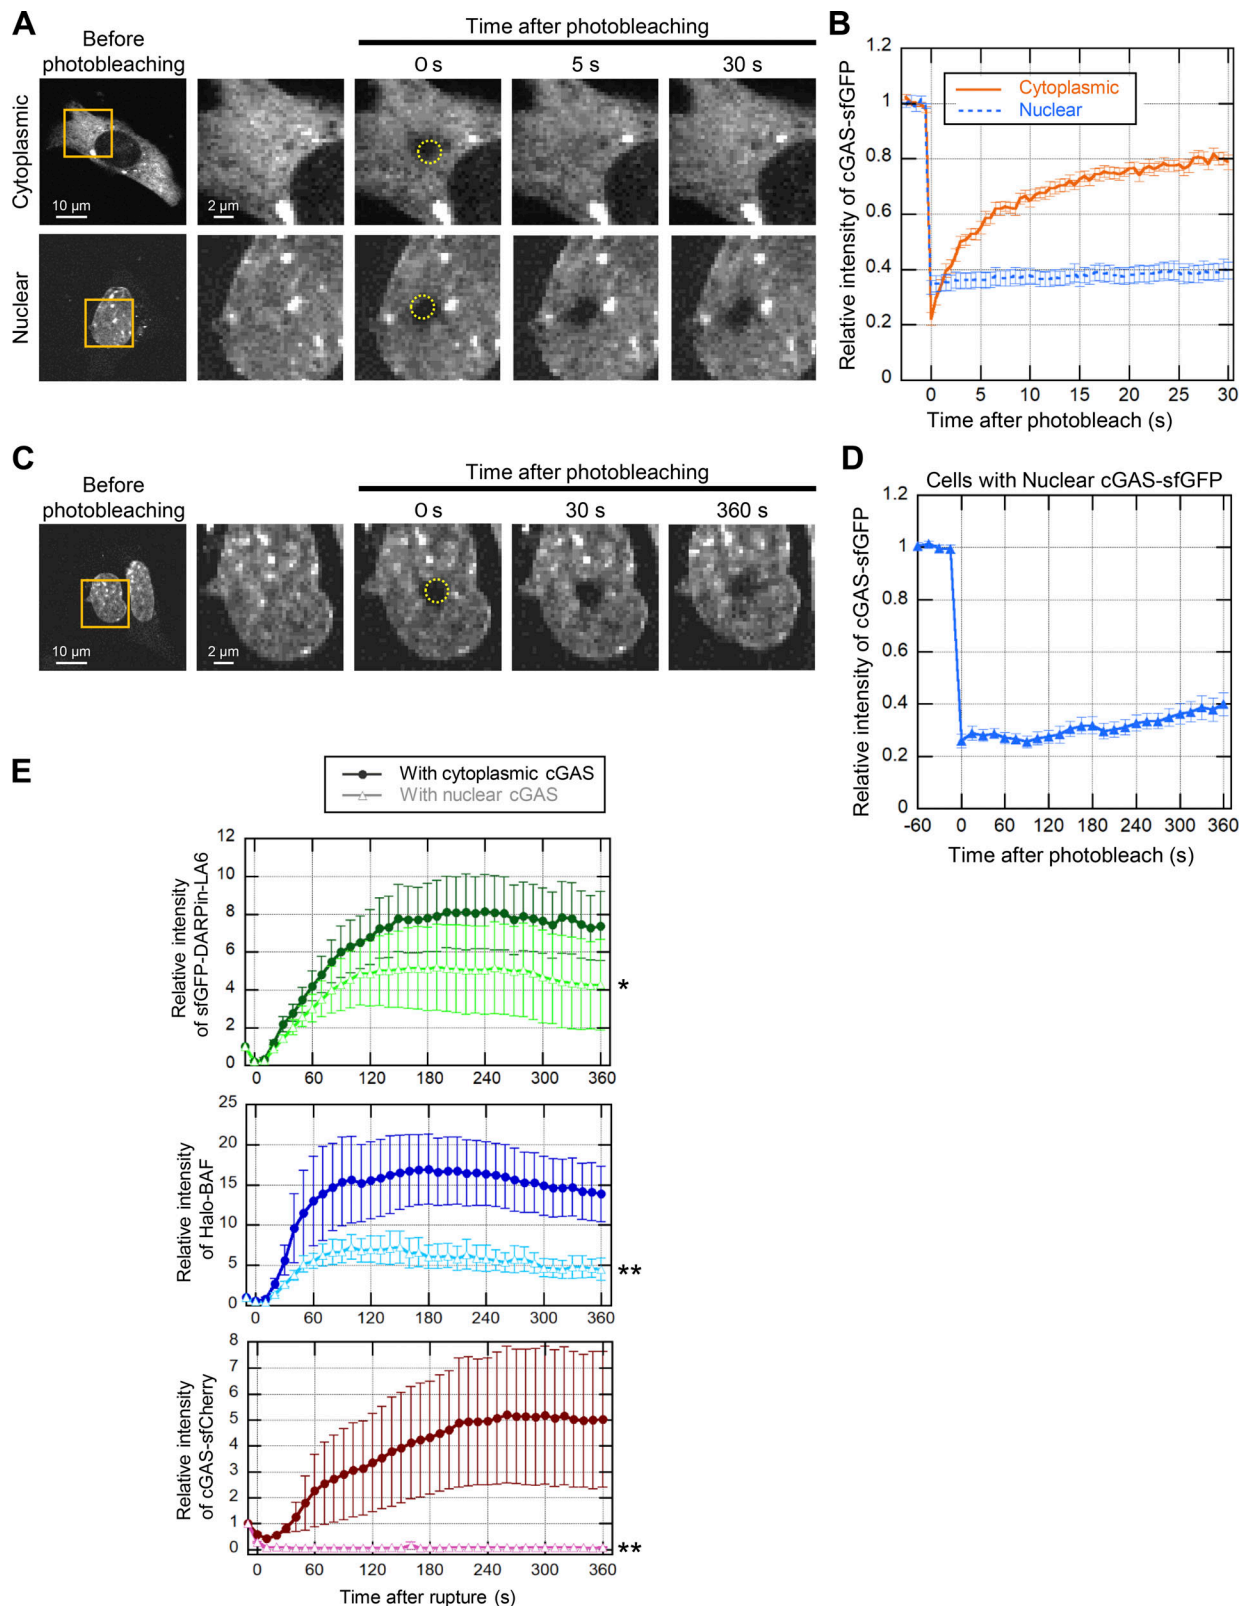 A
Before
photobleaching
Time after photobleaching
0 s
5 s
30 s
Cytoplasmic
10 µm
2 µm
Nuclear
B
Relative intensity of cGAS-sfGFP
1.2
1
0.8
0.6
0.4
0.2
0
Cytoplasmic
Nuclear
0
5
10
15
20
25
30
Time after photobleach (s)
C
Before
photobleaching
Time after photobleaching
0 s
30 s
360 s
10 µm
2 µm
D
Cells with Nuclear cGAS-sfGFP
Relative intensity of cGAS-sfGFP
1.2
1
0.8
0.6
0.4
0.2
0
-60
0
60
120
180
240
300
360
Time after photobleach (s)
E
With cytoplasmic cGAS
With nuclear cGAS
Relative intensity
of sfGFP-DARPin-LA6
12
10
8
6
4
2
0
0
60
120
180
240
300
360
*
Relative intensity
of Halo-BAF
25
20
15
10
5
0
0
60
120
180
240
300
360
**
Relative intensity
of cGAS-sfCherry
8
7
6
5
4
3
2
1
0
0
60
120
180
240
300
360
**
Time after rupture (s)